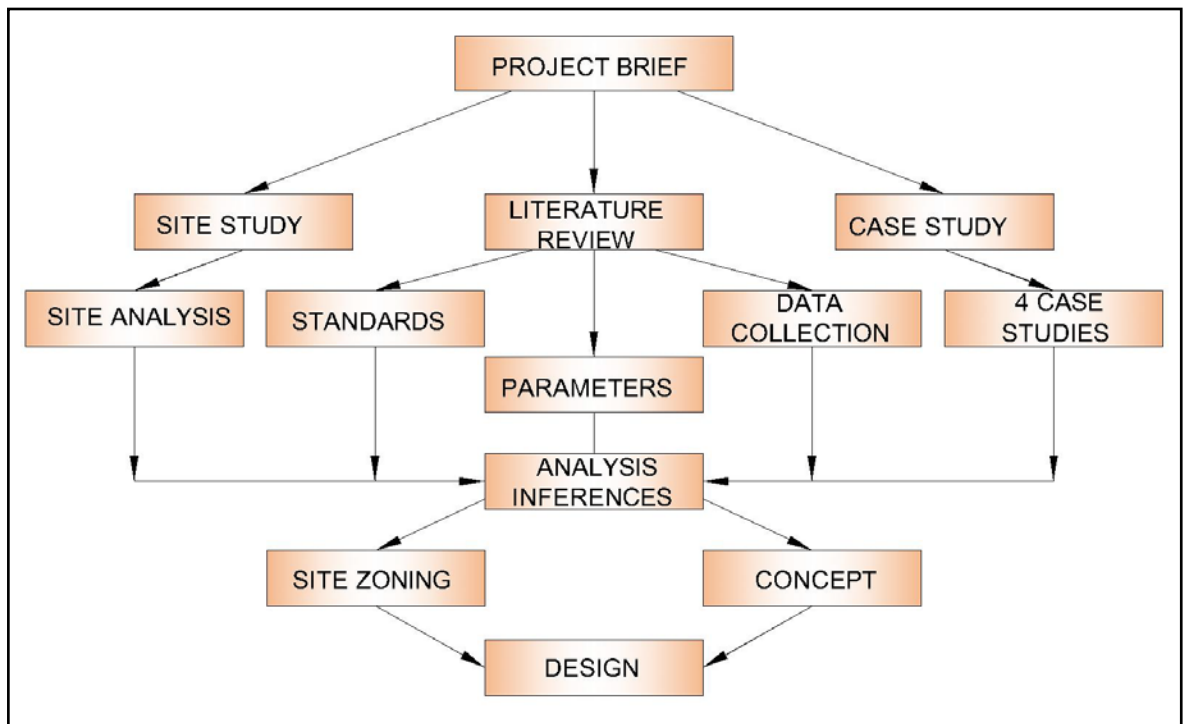 PROJECT BRIEF
SITE STUDY
LITERATURE
REVIEW
CASE STUDY
SITE ANALYSIS
STANDARDS
DATA
COLLECTION
4 CASE
STUDIES
PARAMETERS
ANALYSIS
INFERENCES
SITE ZONING
CONCEPT
DESIGN